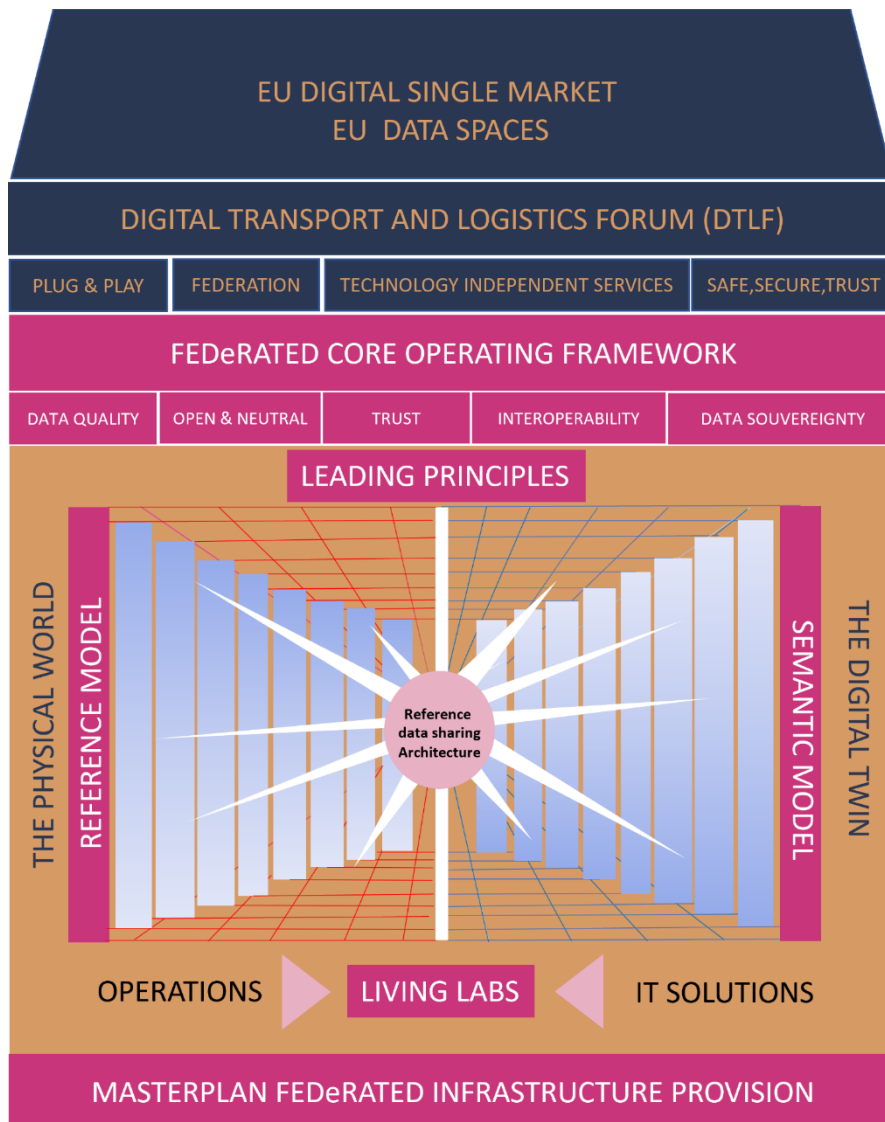 EU DIGITAL SINGLE MARKET
EU DATA SPACES
DIGITAL TRANSPORT AND LOGISTICS FORUM (DTLF)
PLUG & PLAY
FEDERATION
TECHNOLOGY INDEPENDENT SERVICES
SAFE,SECURE,TRUST
FEDeRATED CORE OPERATING FRAMEWORK
DATA QUALITY
OPEN & NEUTRAL
TRUST
INTEROPERABILITY
DATA SOUVEREIGNTY
LEADING PRINCIPLES
THE PHYSICAL WORLD
REFERENCE MODEL
Reference
data sharing
Architecture
SEMANTIC MODEL
THE DIGITAL TWIN
OPERATIONS
LIVING LABS
IT SOLUTIONS
MASTERPLAN FEDeRATED INFRASTRUCTURE PROVISION